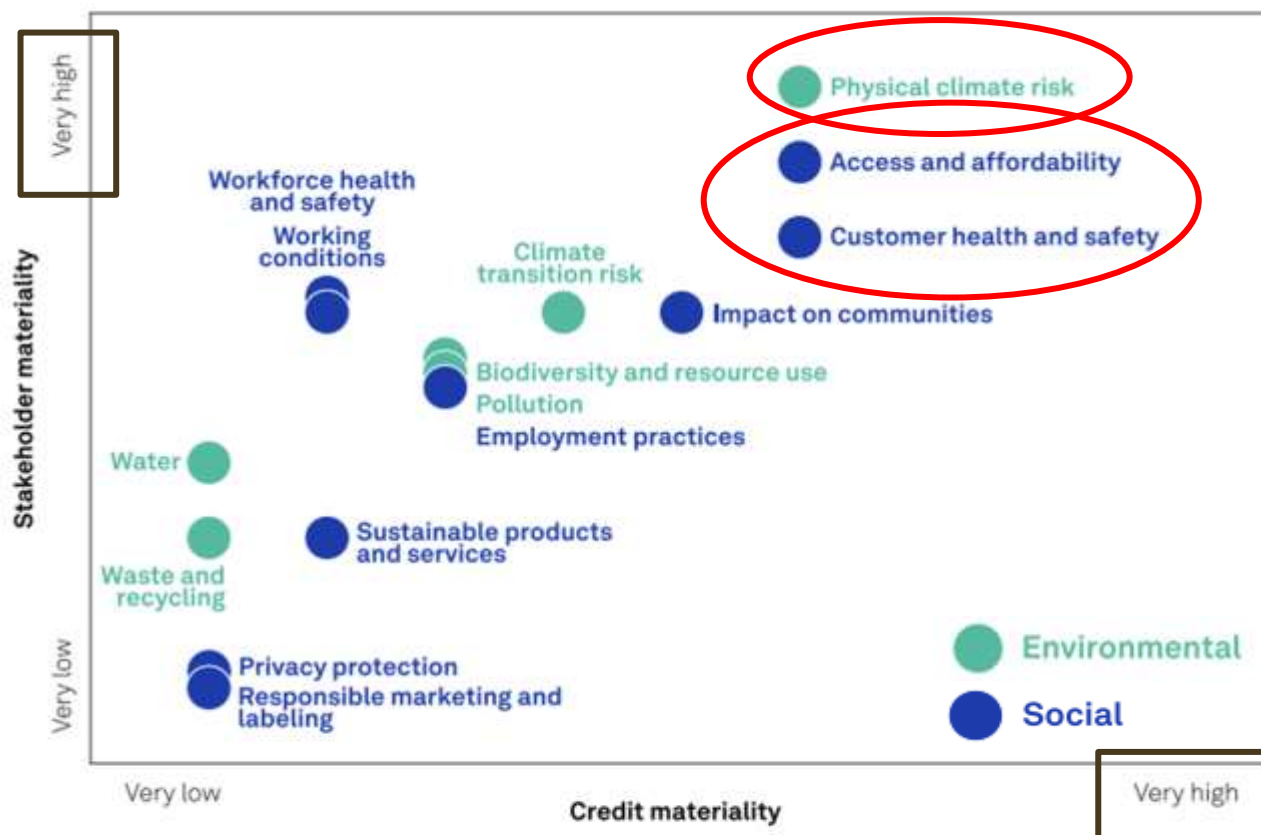 Very high
Physical climate risk
Access and affordability
Workforce health
and safety
Customer health and safety
Working
conditions
Climate
transition risk
Impact on communities
Stakeholder materiality
Biodiversity and resource use
Pollution
Employment practices
Water
Sustainable products
and services
Waste and
recycling
Environmental
Privacy protection
Responsible marketing and
labeling
Social
Very low
Very low
Credit materiality
Very high